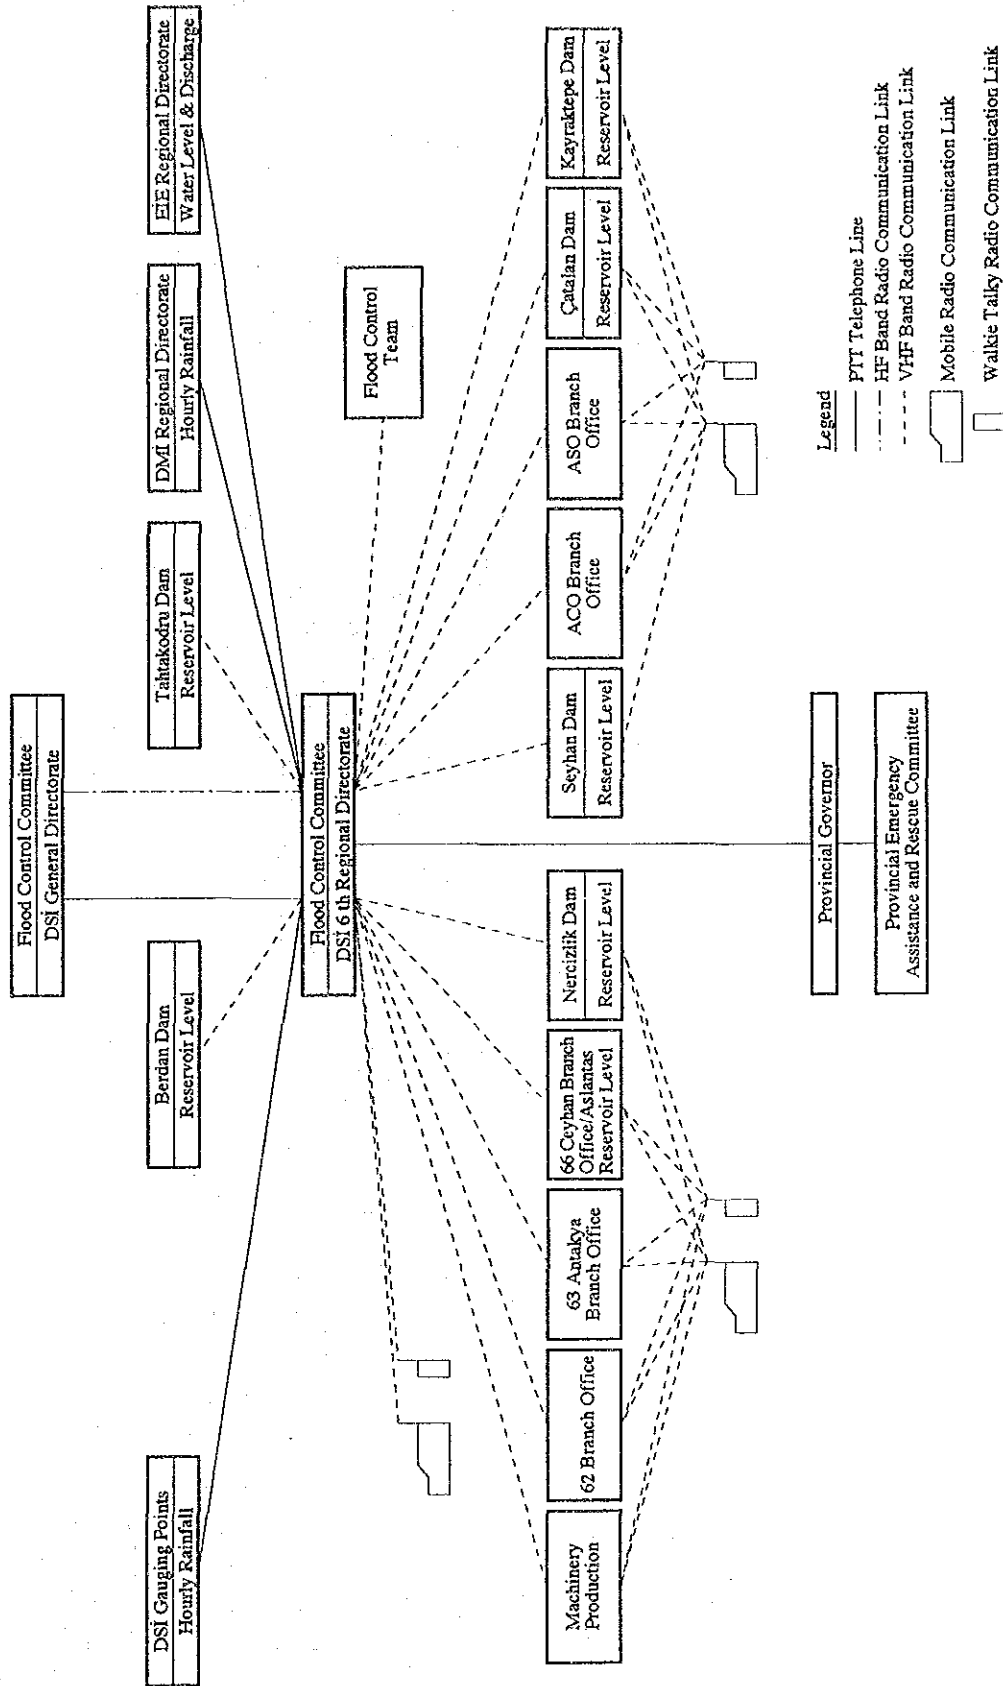 Flood Control Committee
DSİ General Directorate
DSİ Gauging Points
Hourly Rainfall
Berdan Dam
Reservoir Level
Tahtakodru Dam
Reservoir Level
DMİ Regional Directorate
Hourly Rainfall
EİE Regional Directorate
Water Level & Discharge
Flood Control Committee
DSİ 6 th Regional Directorate
Flood Control
Team
Machinery
Production
62 Branch Office
63 Antakya
Branch Office
66 Ceyhan Branch
Office/Aslantas
Reservoir Level
Nercizlik Dam
Reservoir Level
Seyhan Dam
Reservoir Level
ACO Branch
Office
ASO Branch
Office
Çatalan Dam
Reservoir Level
Kayraktepe Dam
Reservoir Level
Provincial Governor
Provincial Emergency
Assistance and Rescue Committee
Legend
PTT Telephone Line
HF Band Radio Communication Link
VHF Band Radio Communication Link
Mobile Radio Communication Link
Walkie Talky Radio Communication Link